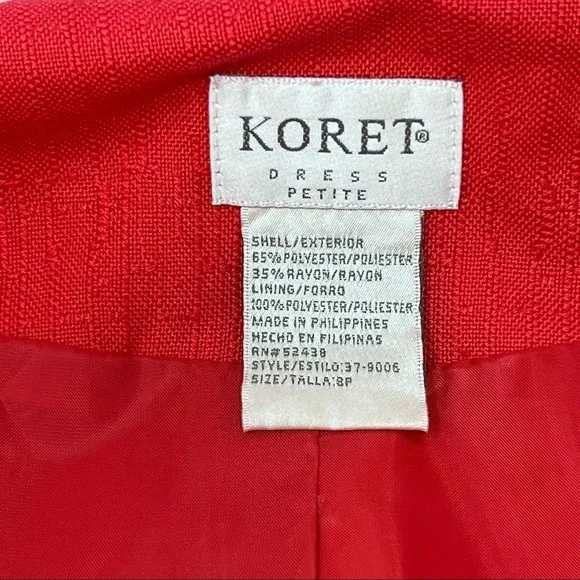 KORET®
DRESS
PETITE
SHELL/EXTERIOR
65%POLYESTER/POLIESTER
35%RAYON/RAYON
LINING/FORRO
100%POLYESTER/POLIESTER
MADE IN PHILIPPINES
HECHO EN FILIPINAS
RN#52438
STYLE/ESTILO:37-9006
SIZE/TALLA:8P